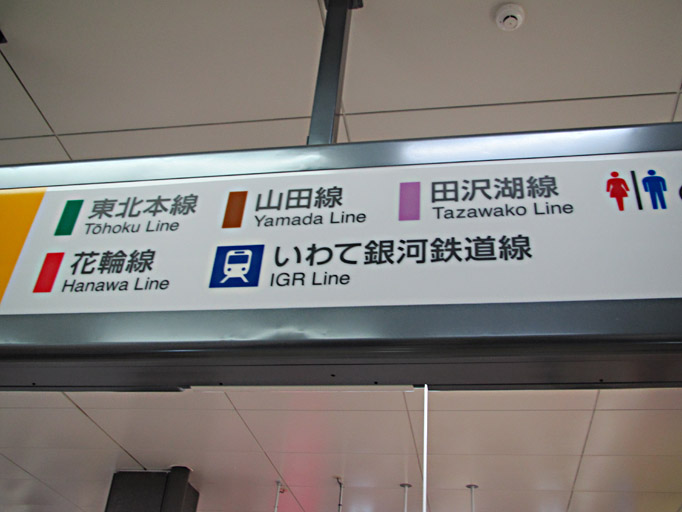 東北本線
Tōhoku Line
山田線
Yamada Line
田沢湖線
Tazawako Line
花輪線
Hanawa Line
いわて銀河鉄道線
IGR Line